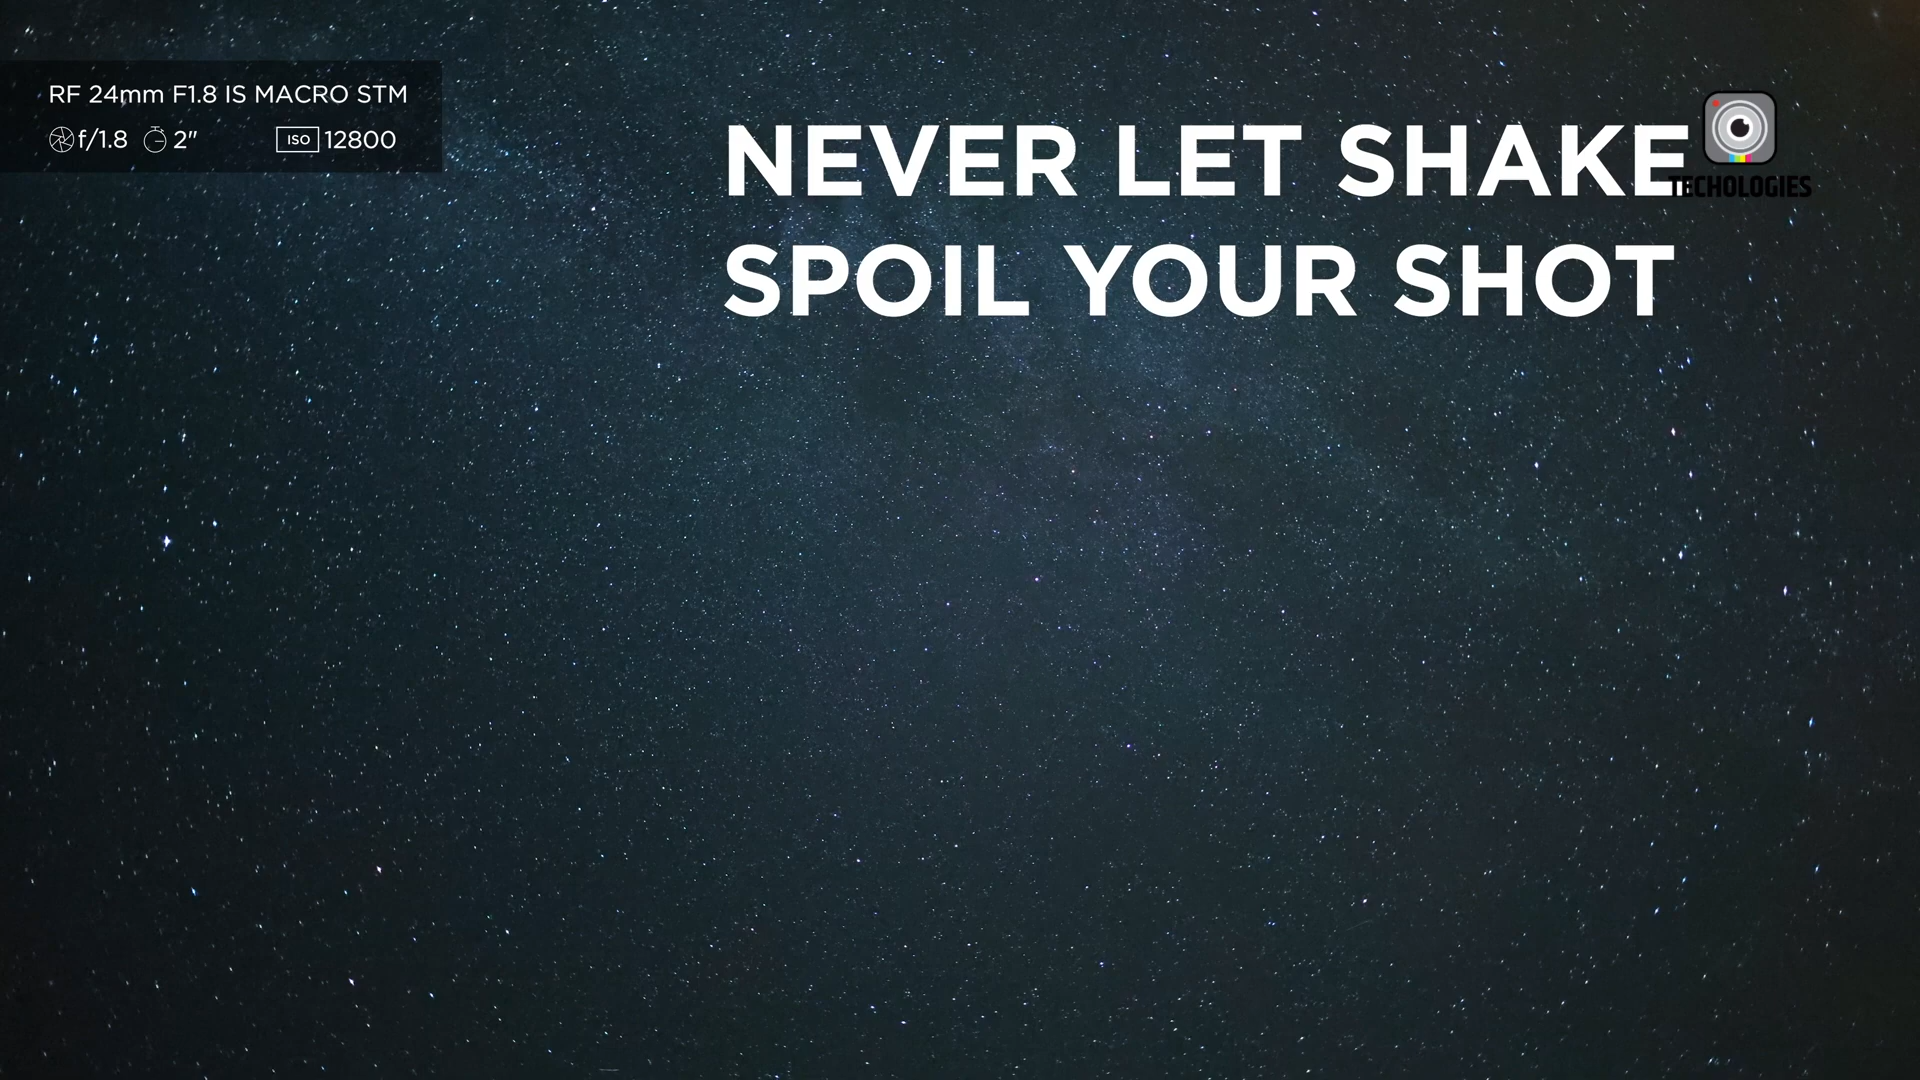 RF 24mm F1.8 IS MACRO STM
f/1.8 2" ISO 12800
NEVER LET SHAKE
SPOIL YOUR SHOT
TECHOLOGIES